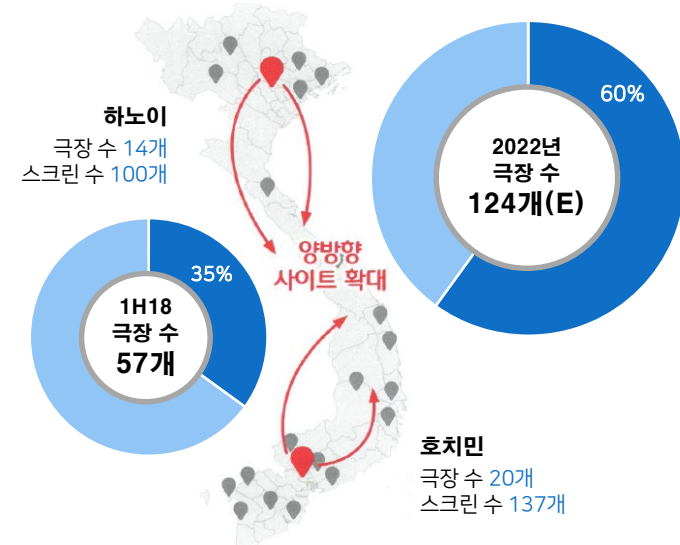 하노이
극장 수 14개
스크린 수 100개
60%
2022년
극장 수
124개(E)
양방향
사이트 확대
35%
1H18
극장 수
57개
호치민
극장 수 20개
스크린 수 137개